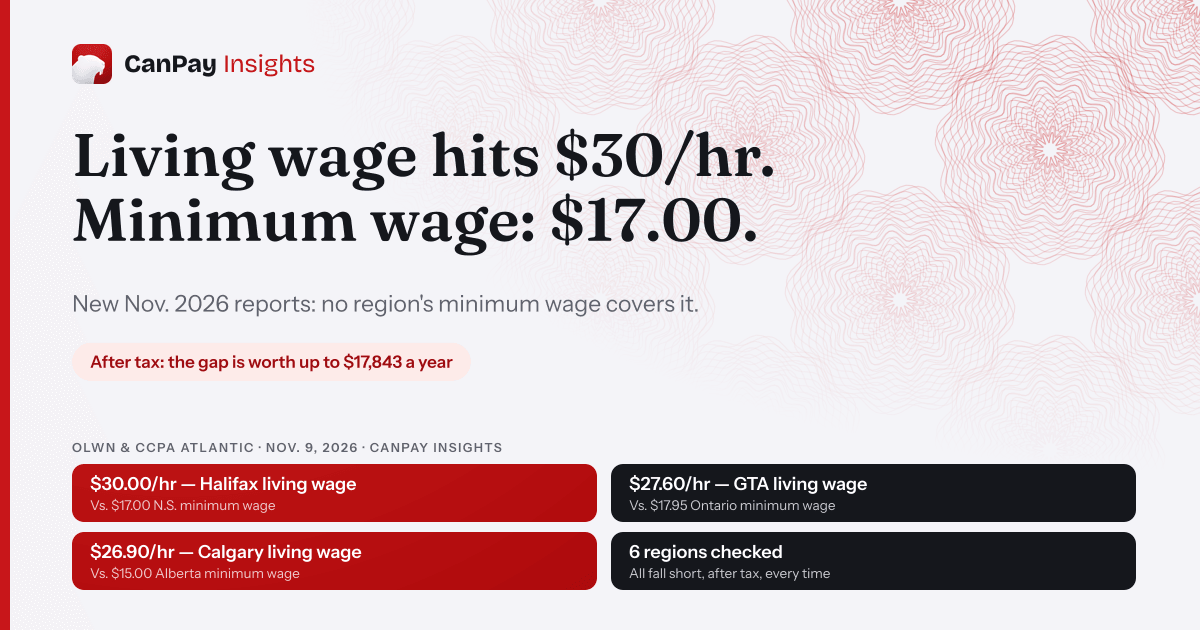 CanPay Insights
Living wage hits $30/hr.
Minimum wage: $17.00.
New Nov. 2026 reports: no region's minimum wage covers it.
After tax: the gap is worth up to $17,843 a year
OLWN & CCPA ATLANTIC · NOV. 9, 2026 · CANPAY INSIGHTS
$30.00/hr — Halifax living wage
Vs. $17.00 N.S. minimum wage
$27.60/hr — GTA living wage
Vs. $17.95 Ontario minimum wage
$26.90/hr — Calgary living wage
Vs. $15.00 Alberta minimum wage
6 regions checked
All fall short, after tax, every time